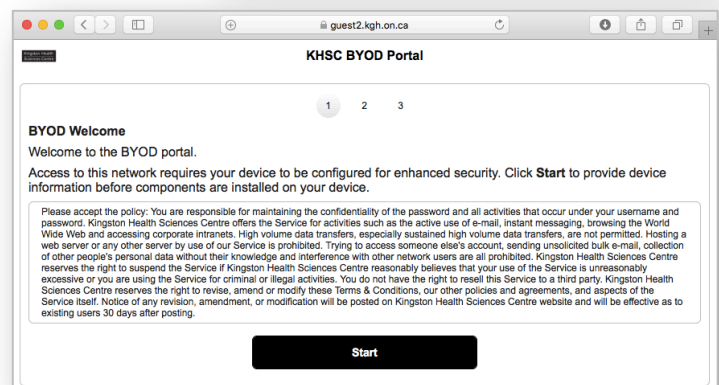 guest2.kgh.on.ca
Kingston Health
Sciences Centre
KHSC BYOD Portal
1 2 3
BYOD Welcome
Welcome to the BYOD portal.
Access to this network requires your device to be configured for enhanced security. Click Start to provide device
information before components are installed on your device.
Please accept the policy: You are responsible for maintaining the confidentiality of the password and all activities that occur under your username and
password. Kingston Health Sciences Centre offers the Service for activities such as the active use of e-mail, instant messaging, browsing the World
Wide Web and accessing corporate intranets. High volume data transfers, especially sustained high volume data transfers, are not permitted. Hosting a
web server or any other server by use of our Service is prohibited. Trying to access someone else's account, sending unsolicited bulk e-mail, collection
of other people's personal data without their knowledge and interference with other network users are all prohibited. Kingston Health Sciences Centre
reserves the right to suspend the Service if Kingston Health Sciences Centre reasonably believes that your use of the Service is unreasonably
excessive or you are using the Service for criminal or illegal activities. You do not have the right to resell this Service to a third party. Kingston Health
Sciences Centre reserves the right to revise, amend or modify these Terms & Conditions, our other policies and agreements, and aspects of the
Service itself. Notice of any revision, amendment, or modification will be posted on Kingston Health Sciences Centre website and will be effective as to
existing users 30 days after posting.
Start